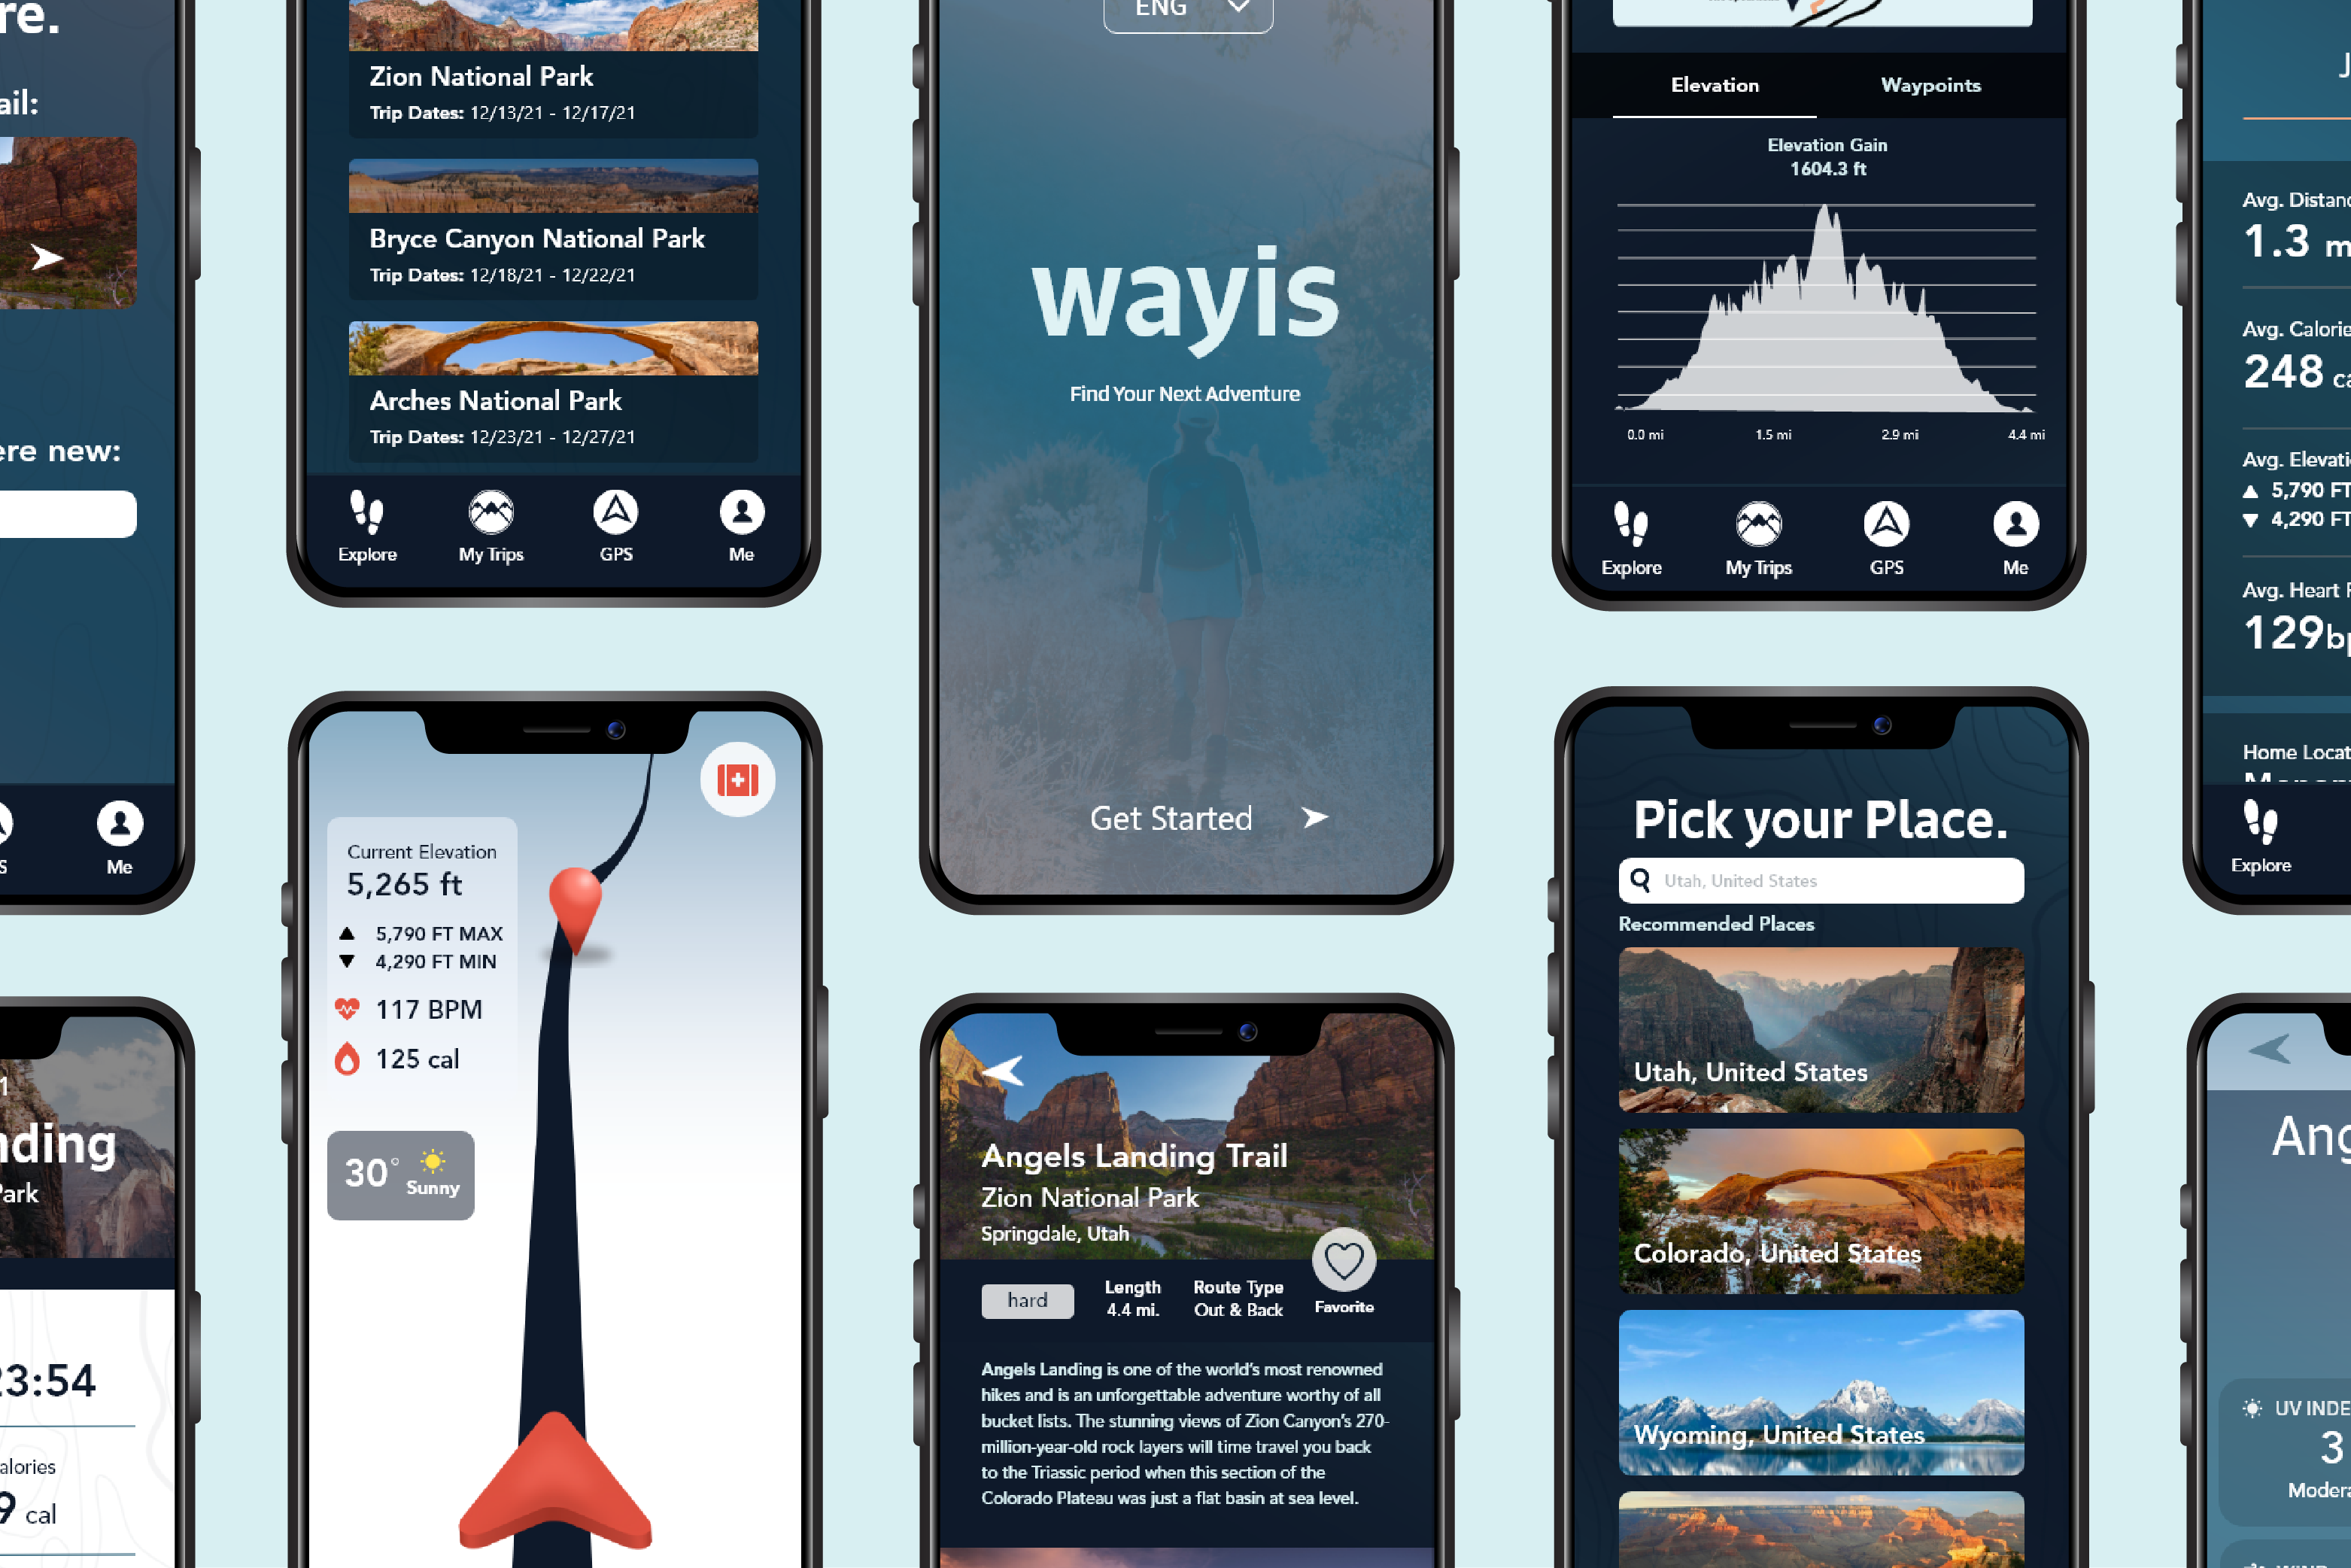 re.
ail:
ere new:
S
Me
1
nding
Park
23:54
alories
9 cal
Zion National Park
Trip Dates: 12/13/21 - 12/17/21
Bryce Canyon National Park
Trip Dates: 12/18/21 - 12/22/21
Arches National Park
Trip Dates: 12/23/21 - 12/27/21
Explore My Trips GPS Me
Current Elevation
5,265 ft
5,790 FT MAX
4,290 FT MIN
117 BPM
125 cal
30°
Sunny
ENG
wayis
Find Your Next Adventure
Get Started
Angels Landing Trail
Zion National Park
Springdale, Utah
hard
Length
4.4 mi.
Route Type
Out & Back
Favorite
Angels Landing is one of the world's most renowned
hikes and is an unforgettable adventure worthy of all
bucket lists. The stunning views of Zion Canyon's 270-
million-year-old rock layers will time travel you back
to the Triassic period when this section of the
Colorado Plateau was just a flat basin at sea level.
Elevation Waypoints
Elevation Gain
1604.3 ft
0.0 mi 1.5 mi 2.9 mi 4.4 mi
Explore My Trips GPS Me
Pick your Place.
Utah, United States
Recommended Places
Utah, United States
Colorado, United States
Wyoming, United States
J
Avg. Distanc
1.3 m
Avg. Calorie
248 ca
Avg. Elevati
5,790 FT
4,290 FT
Avg. Heart R
129bp
Home Locat
Explore
Ang
UV INDE
3
Modera